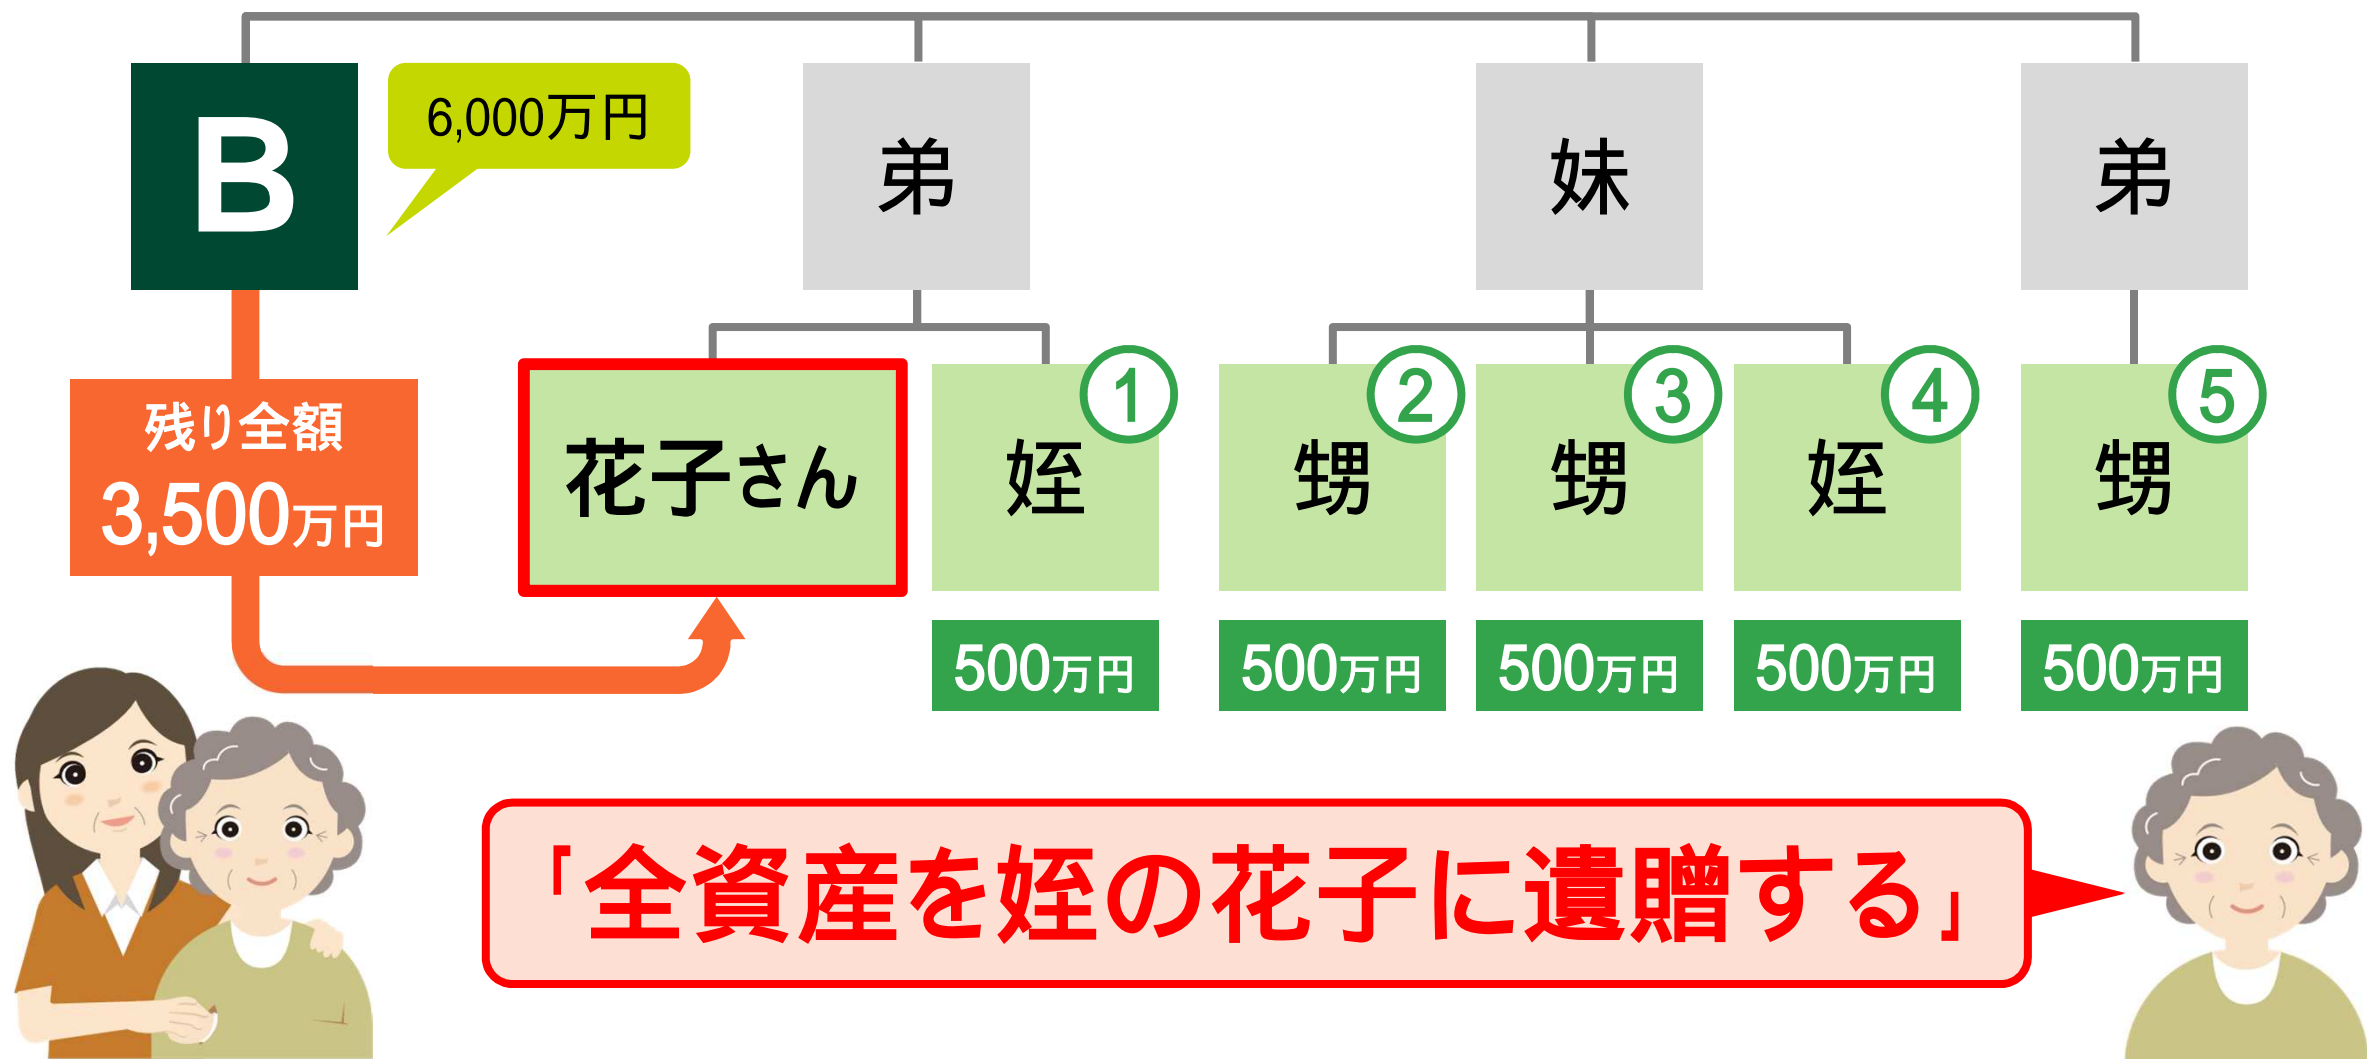 B
6,000万円
弟
妹
弟
残り全額
3,500万円
花子さん
姪
1
甥
2
甥
3
姪
4
甥
5
500万円
500万円
500万円
500万円
500万円
「全資産を姪の花子に遺贈する」